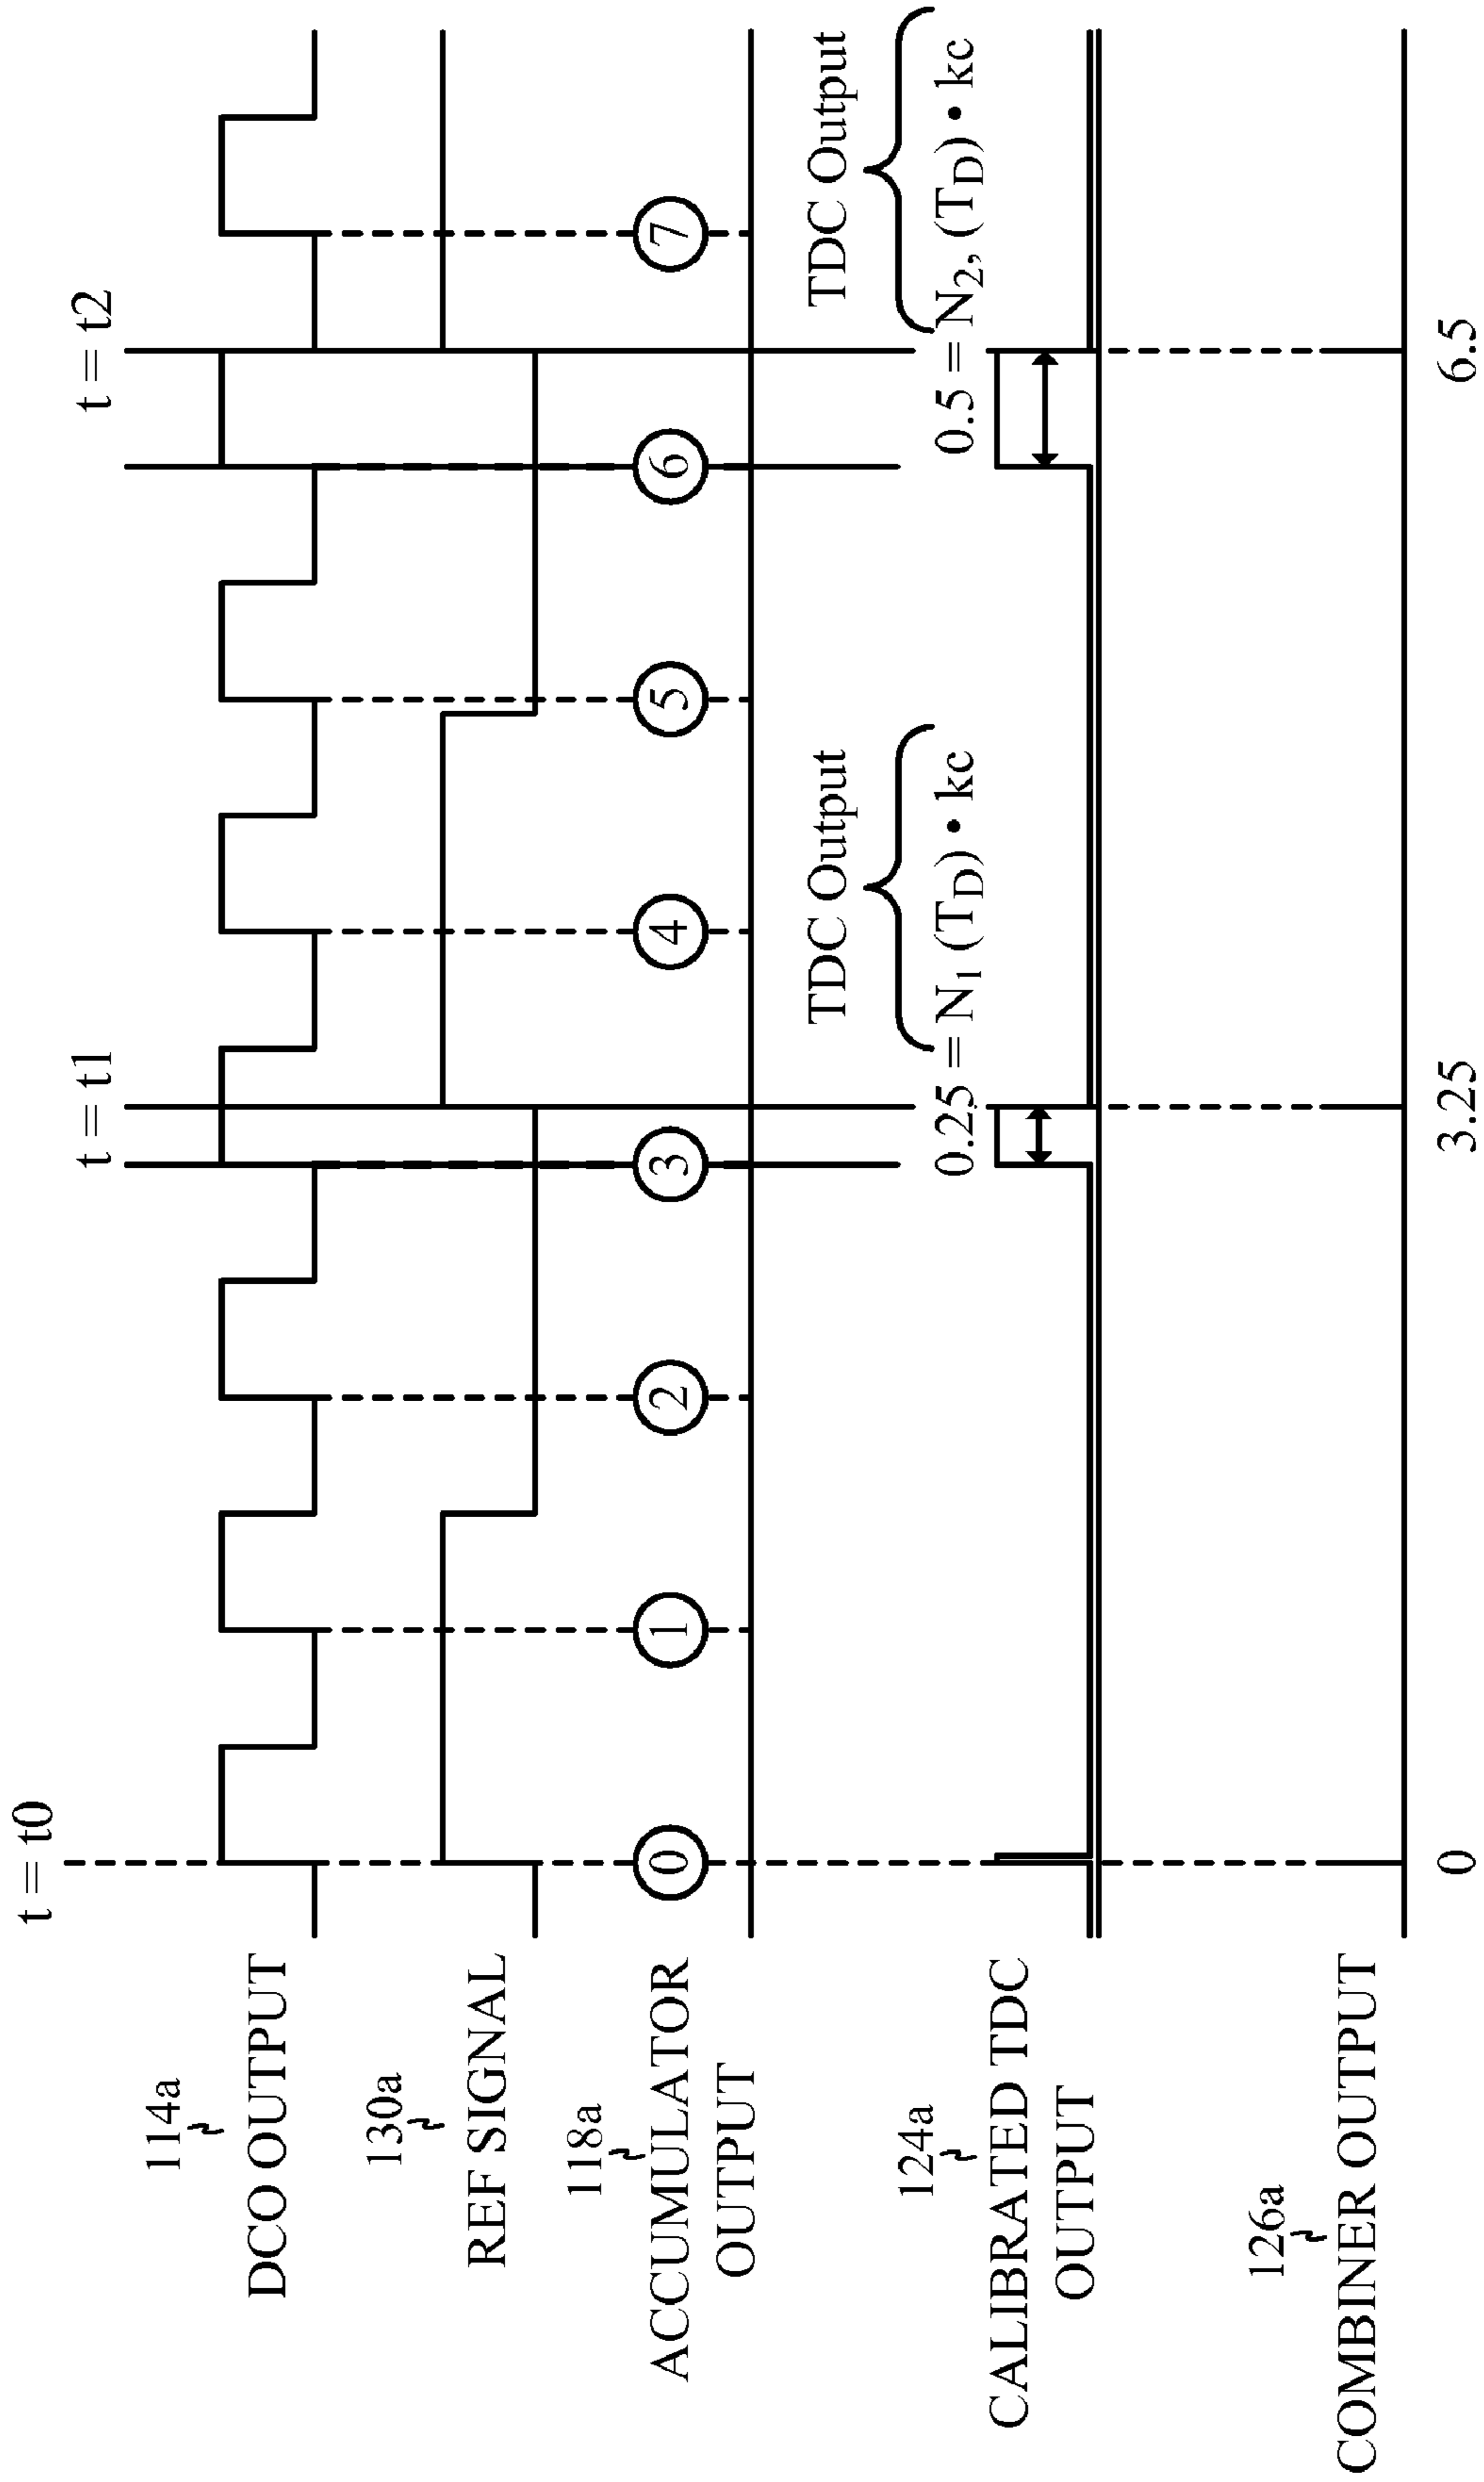 t = t0
t = t1
t = t2
114a
DCO OUTPUT
130a
REF SIGNAL
118a
ACCUMULATOR
OUTPUT
0
1
2
3
4
5
6
7
TDC Output
0.25 = N₁ (T_D) • kc
TDC Output
0.5 = N₂, (T_D) • kc
124a
CALIBRATED TDC
OUTPUT
126a
COMBINER OUTPUT
0
3.25
6.5